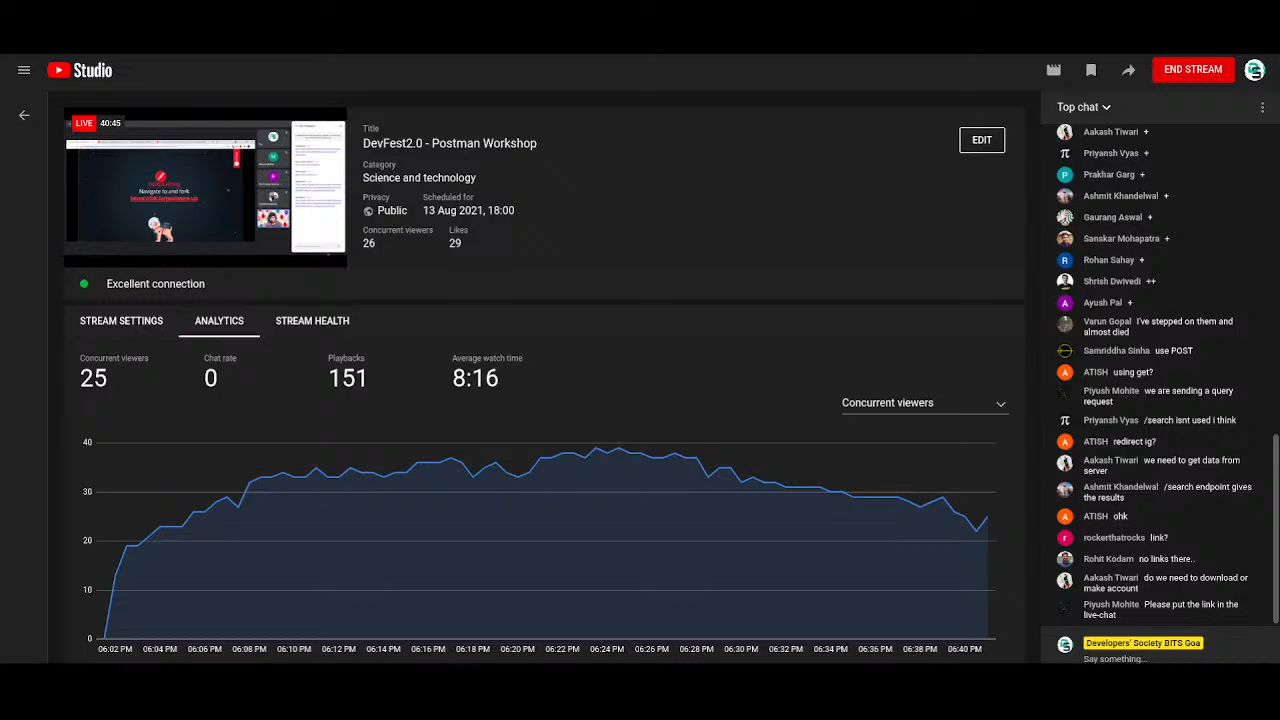 Studio
END STREAM
LIVE 40:45
Navigate to and fork
Title
DevFest2.0 - Postman Workshop
EDIT
Category
Science and technology
Privacy
Scheduled for
Public
13 Aug 2021, 18:00
Concurrent viewers
Likes
26
29
Excellent connection
STREAM SETTINGS
ANALYTICS
STREAM HEALTH
Concurrent viewers
Chat rate
Playbacks
Average watch time
25
0
151
8:16
Concurrent viewers
40
30
20
10
0
06:02 PM 06:04 PM 06:06 PM 06:08 PM 06:10 PM 06:12 PM 06:14 PM 06:16 PM 06:18 PM 06:20 PM 06:22 PM 06:24 PM 06:26 PM 06:28 PM 06:30 PM 06:32 PM 06:34 PM 06:36 PM 06:38 PM 06:40 PM
Top chat
Aakash Tiwari +
Priyansh Vyas +
Pranav Garg +
Ashmit Khandelwal +
Gaurang Aswal +
Sanskar Mohapatra +
Rohan Sahay +
Shrish Dwivedi ++
Ayush Pal +
Varun Gopal I've stepped on them and
almost died
Samriddha Sinha use POST
ATISH using get?
Piyush Mohite we are sending a query
request
Priyansh Vyas /search isnt used i think
ATISH redirect ig?
Aakash Tiwari we need to get data from
server
Ashmit Khandelwal /search endpoint gives
the results
ATISH ohk
rockerthatrocks link?
Rohit Kodam no links there..
Aakash Tiwari do we need to download or
make account
Piyush Mohite Please put the link in the
live-chat
Developers' Society BITS Goa
Say something...